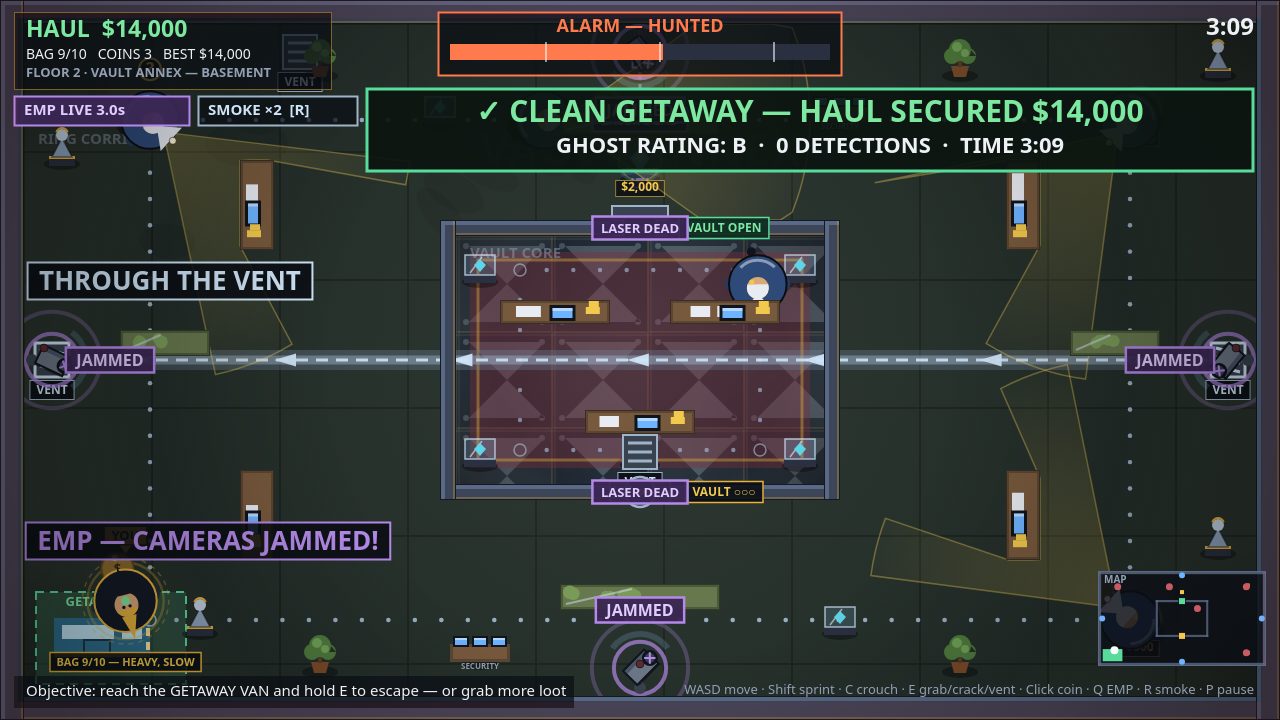 HAUL $14,000
BAG 9/10 COINS 3 BEST $14,000
FLOOR 2 · VAULT ANNEX — BASEMENT
ALARM — HUNTED
3:09
VENT
EMP LIVE 3.0s
SMOKE ×2 [R]
✓ CLEAN GETAWAY — HAUL SECURED $14,000
GHOST RATING: B · 0 DETECTIONS · TIME 3:09
RING CORRI
$2,000
LASER DEAD
VAULT OPEN
VAULT CORE
THROUGH THE VENT
JAMMED
VENT
JAMMED
VENT
LASER DEAD
VAULT ○○○
EMP — CAMERAS JAMMED!
MAP
GETA
JAMMED
BAG 9/10 — HEAVY, SLOW
SECURITY
Objective: reach the GETAWAY VAN and hold E to escape — or grab more loot
WASD move · Shift sprint · C crouch · E grab/crack/vent · Click coin · Q EMP · R smoke · P pause